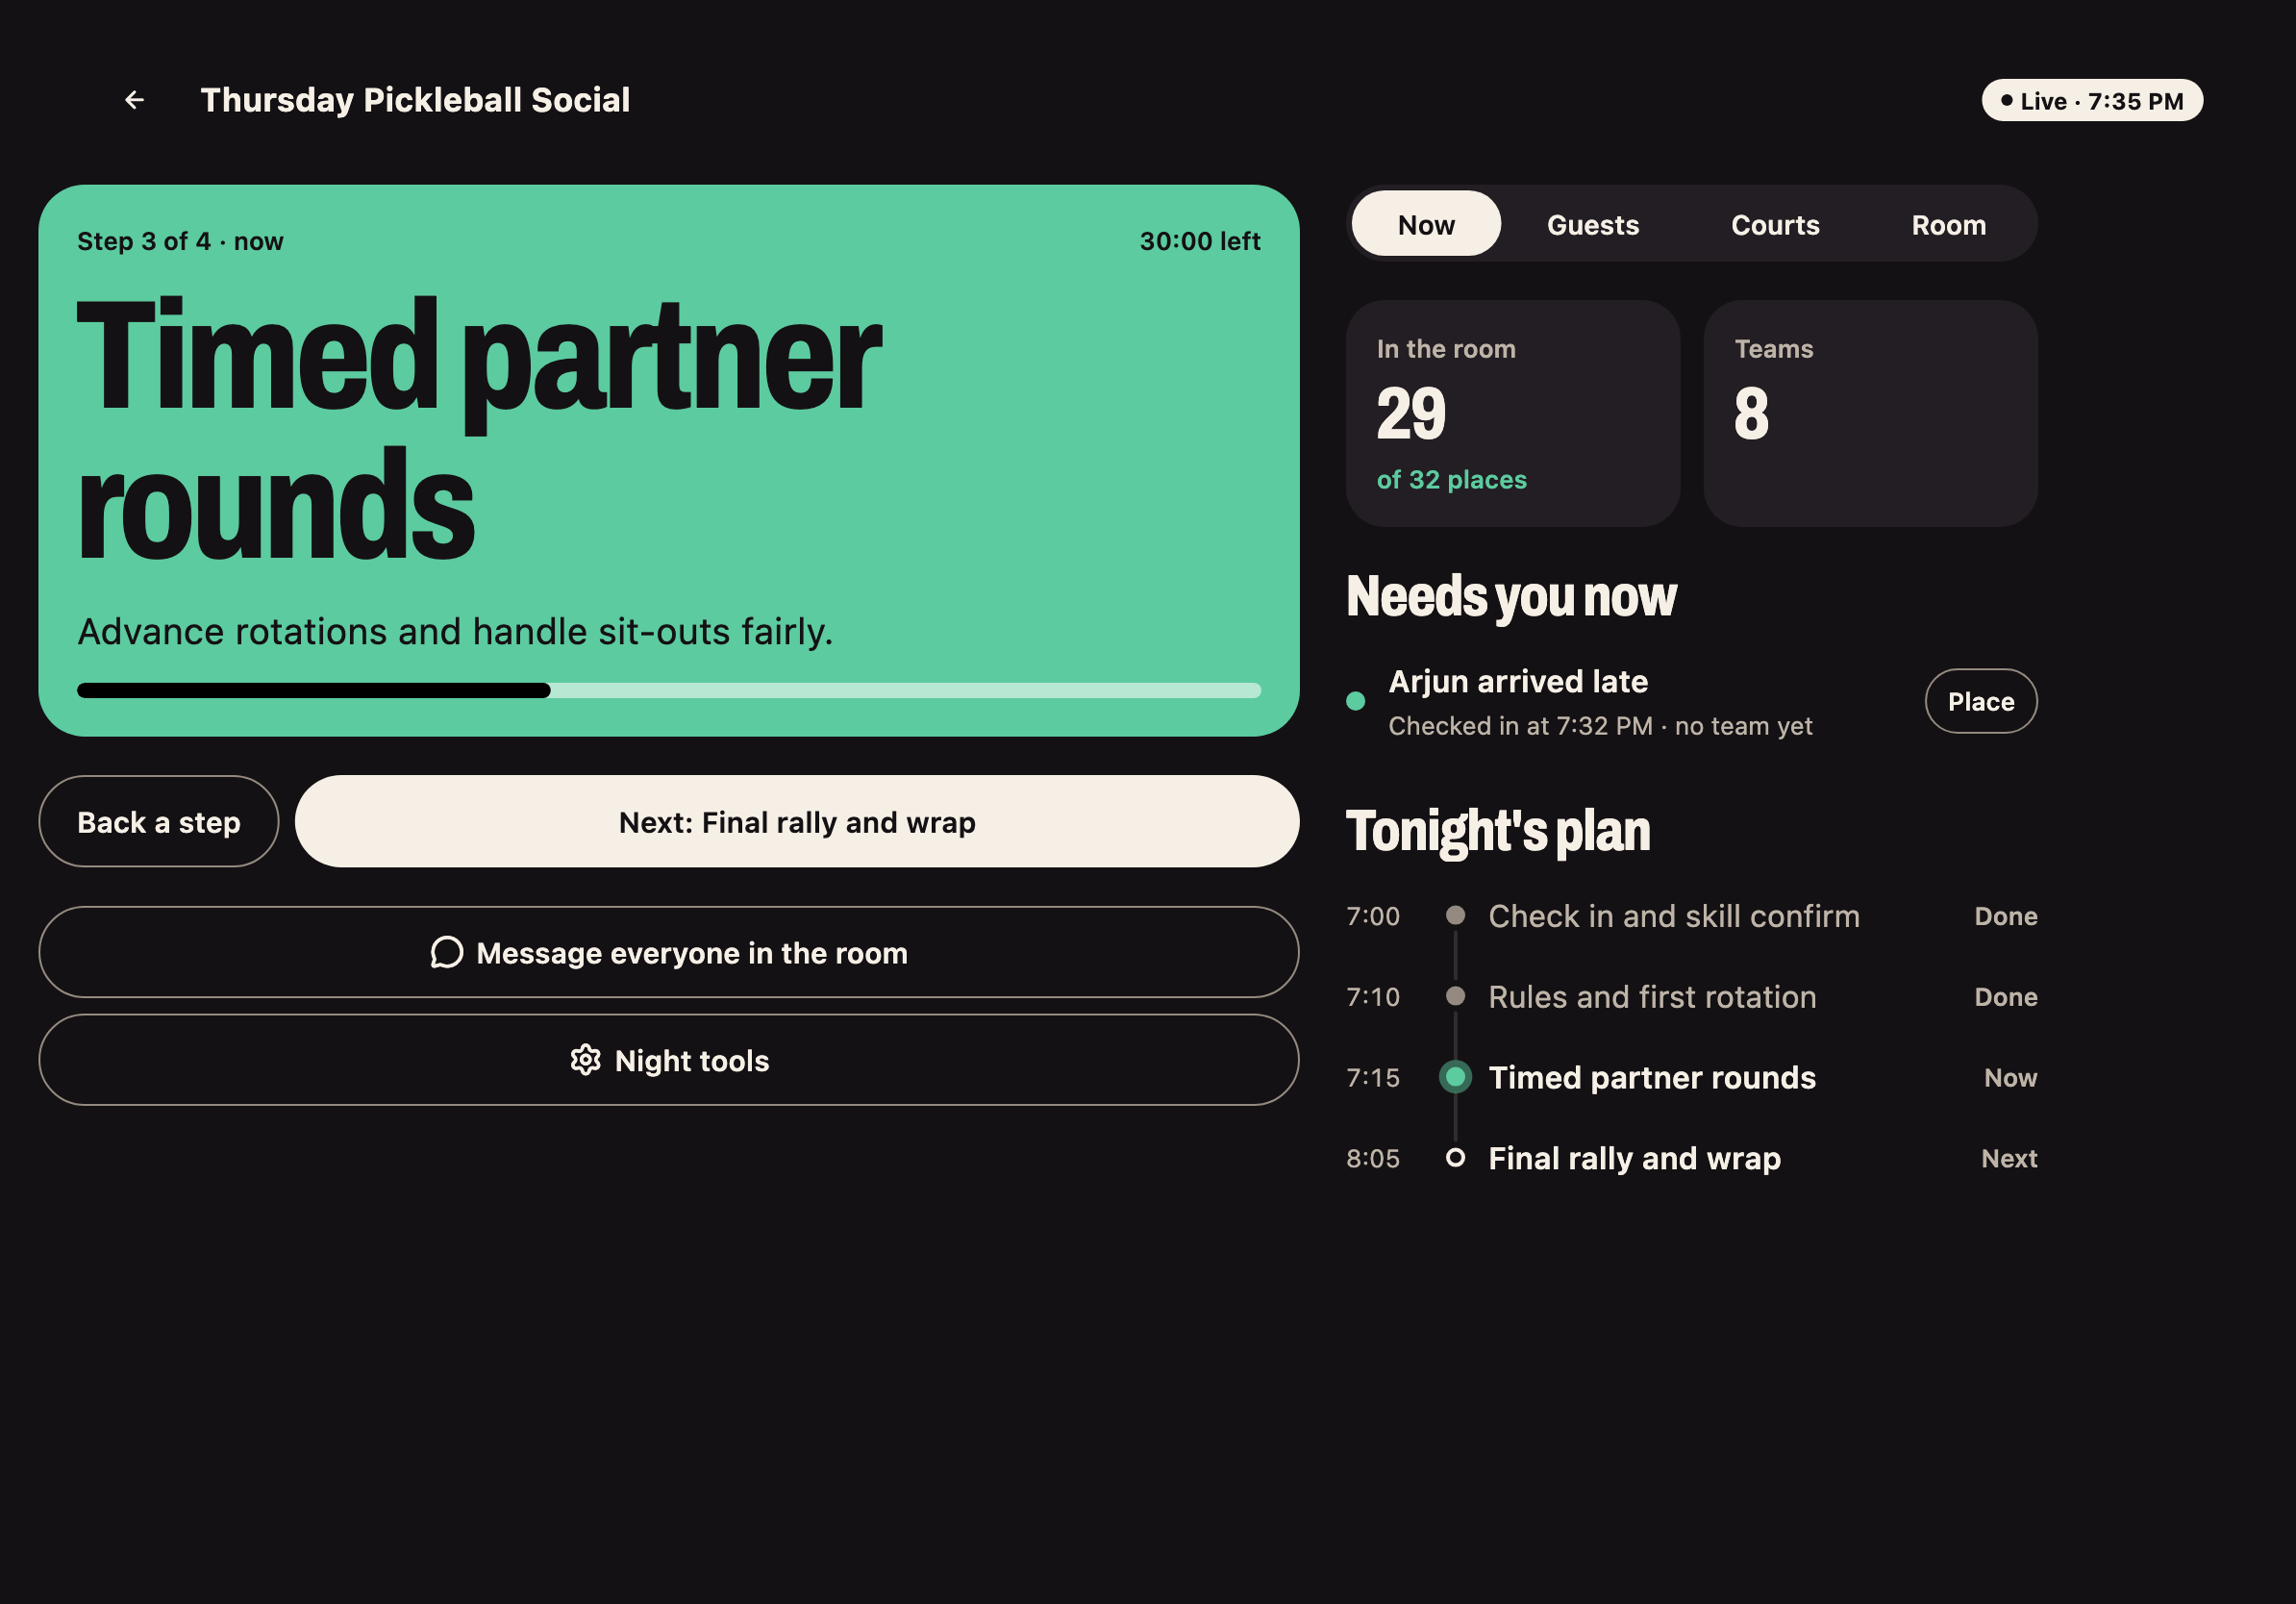 Thursday Pickleball Social
Live · 7:35 PM
Step 3 of 4 · now
30:00 left
Timed partner
rounds
Advance rotations and handle sit-outs fairly.
Back a step
Next: Final rally and wrap
Message everyone in the room
Night tools
Now
Guests
Courts
Room
In the room
29
of 32 places
Teams
8
Needs you now
Arjun arrived late
Checked in at 7:32 PM · no team yet
Place
Tonight's plan
7:00 Check in and skill confirm Done
7:10 Rules and first rotation Done
7:15 Timed partner rounds Now
8:05 Final rally and wrap Next